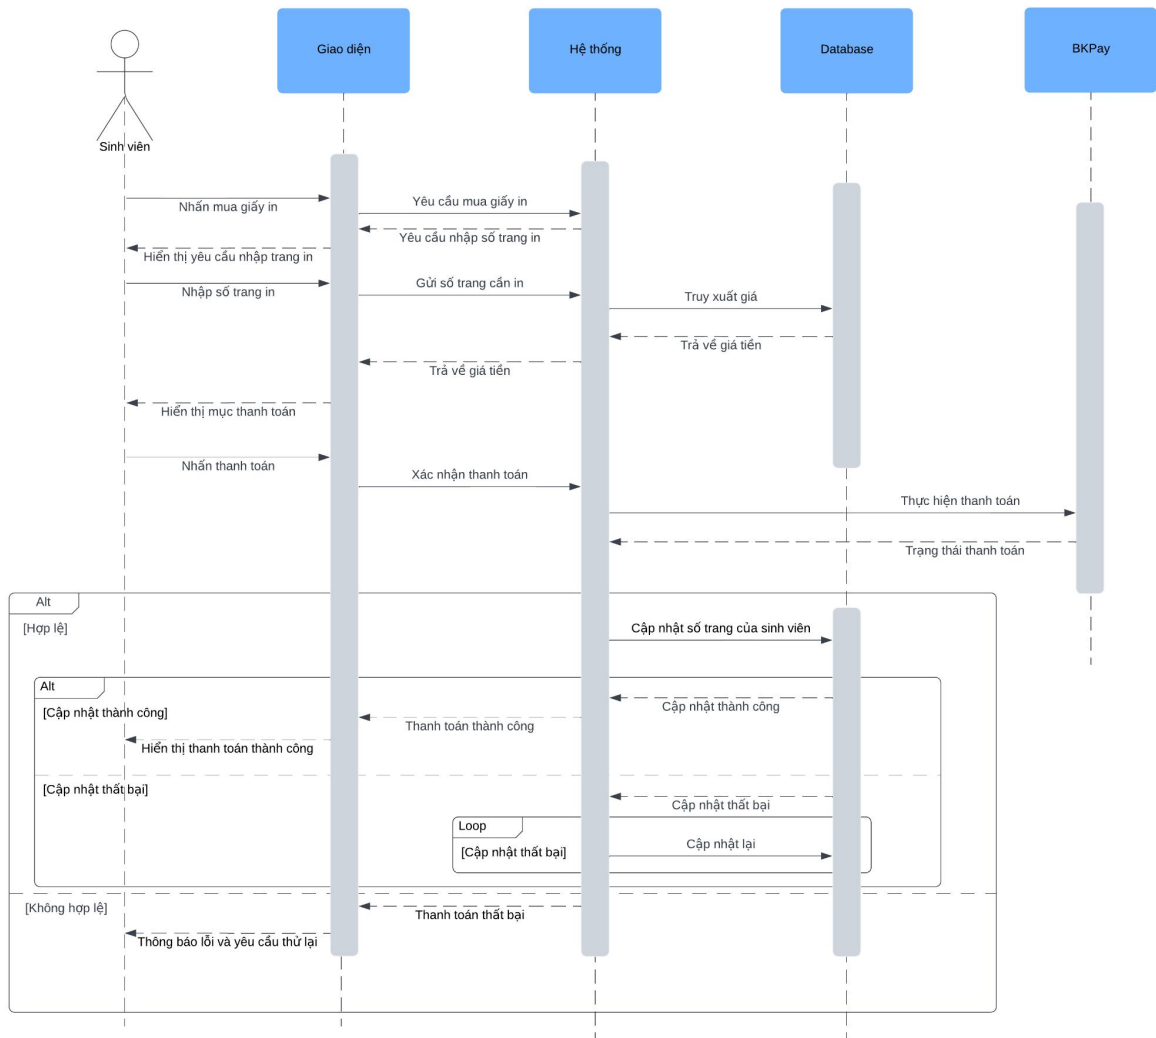 Giao diện
Hệ thống
Database
BKPay
Sinh viên
Nhấn mua giấy in
Yêu cầu mua giấy in
Yêu cầu nhập số trang in
Hiển thị yêu cầu nhập trang in
Nhập số trang in
Gửi số trang cần in
Truy xuất giá
Trả về giá tiền
Trả về giá tiền
Hiển thị mục thanh toán
Nhấn thanh toán
Xác nhận thanh toán
Thực hiện thanh toán
Trạng thái thanh toán
Alt
[Hợp lệ]
Cập nhật số trang của sinh viên
Alt
[Cập nhật thành công]
Cập nhật thành công
Thanh toán thành công
Hiển thị thanh toán thành công
[Cập nhật thất bại]
Cập nhật thất bại
Loop
[Cập nhật thất bại]
Cập nhật lại
[Không hợp lệ]
Thanh toán thất bại
Thông báo lỗi và yêu cầu thử lại